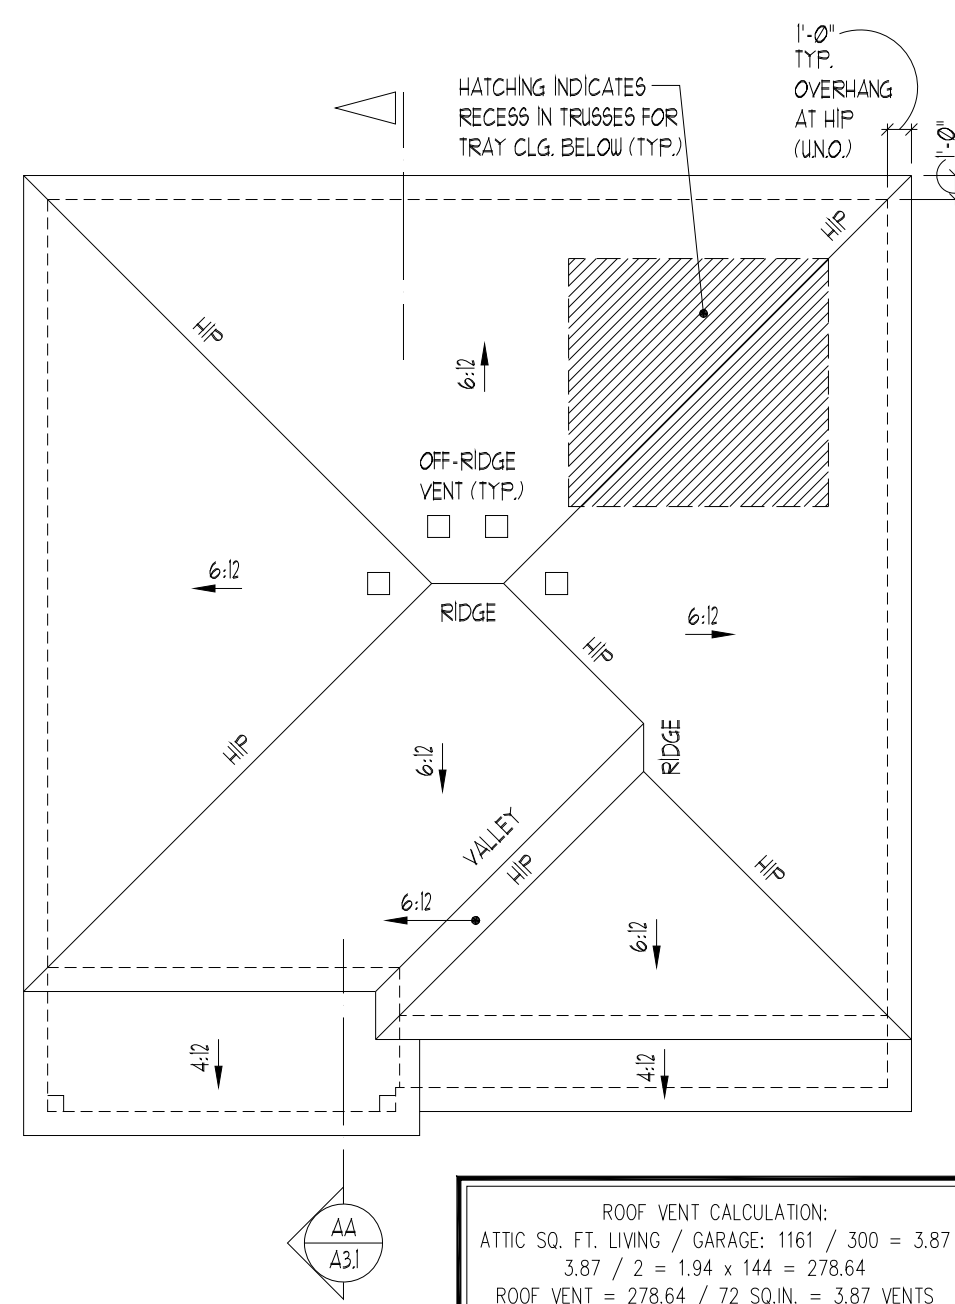 1'-0"
TYP.
OVERHANG
AT HIP
(U.N.O.)
1'-0"
HATCHING INDICATES
RECESS IN TRUSSES FOR
TRAY CLG. BELOW (TYP.)
HIP
HIP
6:12
OFF-RIDGE
VENT (TYP.)
6:12
RIDGE
6:12
HIP
HIP
6:12
RIDGE
VALLEY
HIP
HIP
6:12
6:12
4:12
4:12
AA
A3.1
ROOF VENT CALCULATION:
ATTIC SQ. FT. LIVING / GARAGE: 1161 / 300 = 3.87
3.87 / 2 = 1.94 x 144 = 278.64
ROOF VENT = 278.64 / 72 SQ.IN. = 3.87 VENTS